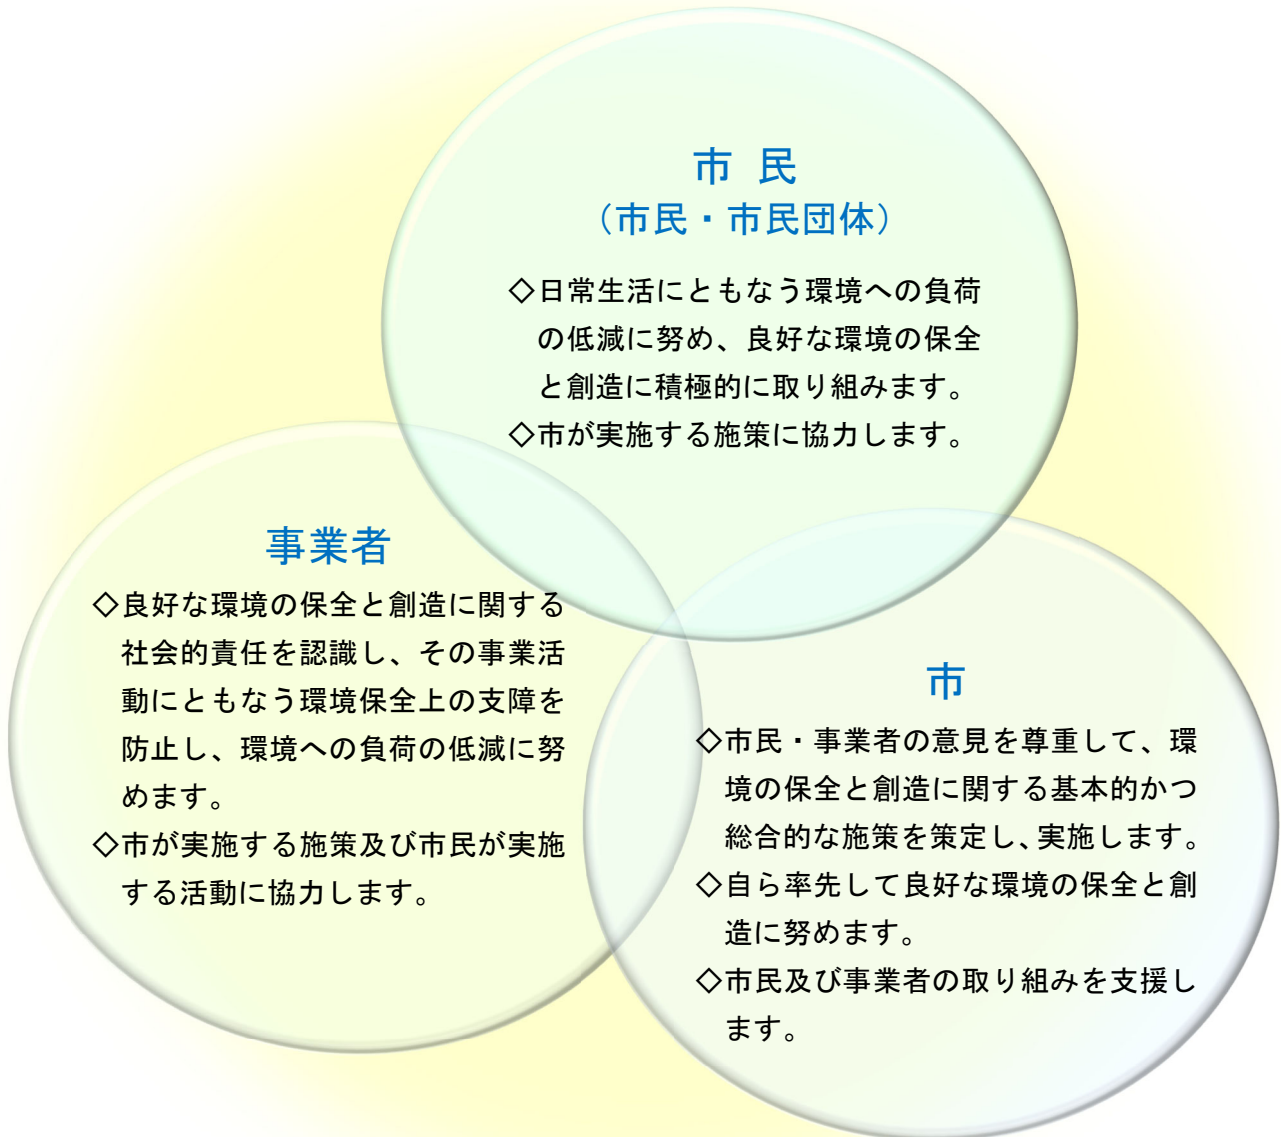 市 民
（市民・市民団体）
◇日常生活にともなう環境への負荷
の低減に努め、良好な環境の保全
と創造に積極的に取り組みます。
◇市が実施する施策に協力します。
事業者
◇良好な環境の保全と創造に関する
社会的責任を認識し、その事業活
動にともなう環境保全上の支障を
防止し、環境への負荷の低減に努
めます。
◇市が実施する施策及び市民が実施
する活動に協力します。
市
◇市民・事業者の意見を尊重して、環
境の保全と創造に関する基本的かつ
総合的な施策を策定し、実施します。
◇自ら率先して良好な環境の保全と創
造に努めます。
◇市民及び事業者の取り組みを支援し
ます。